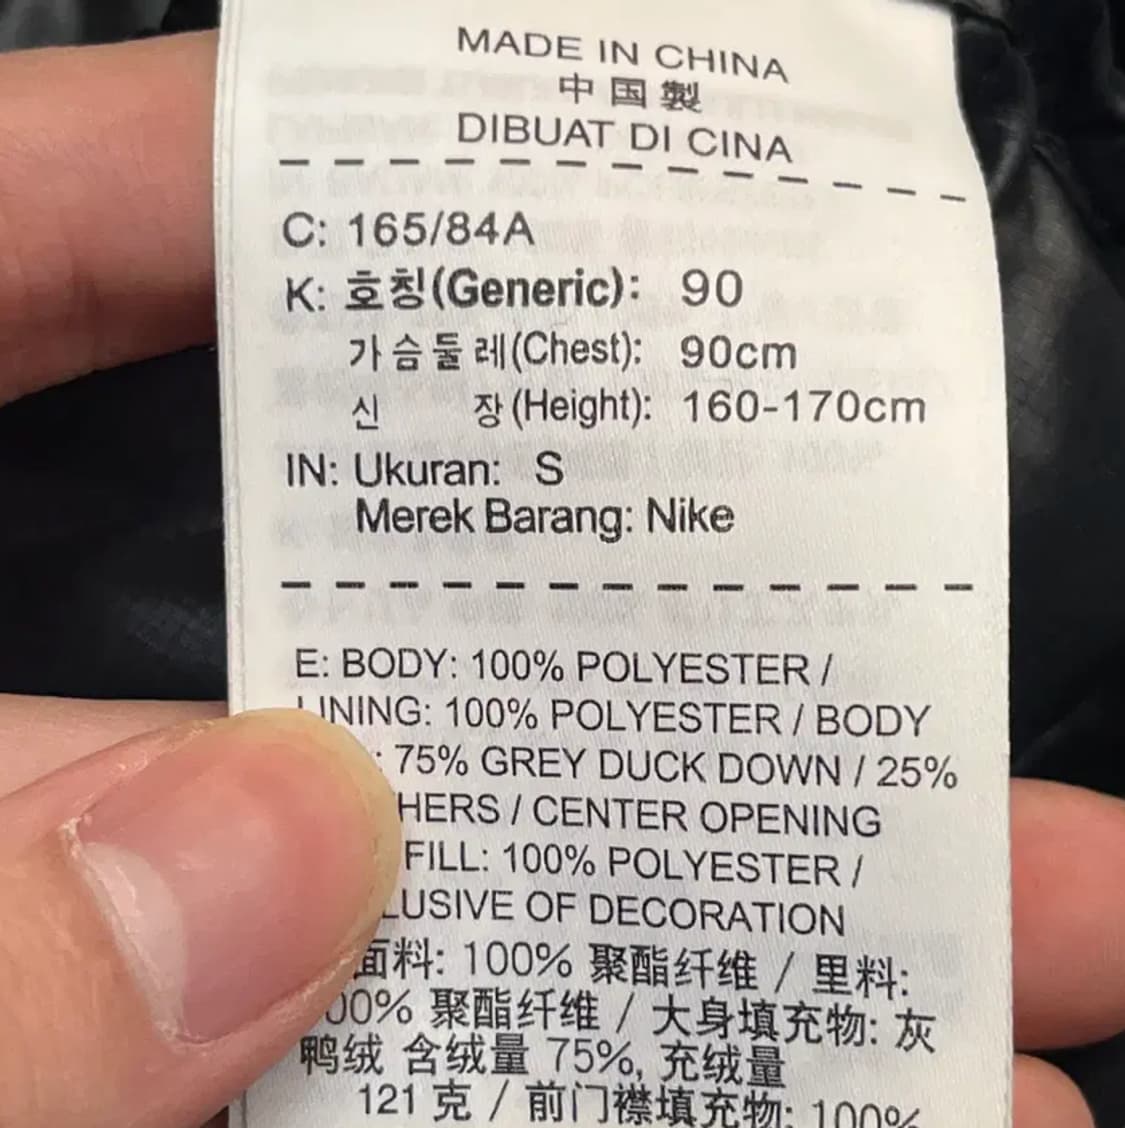 MADE IN CHINA
中国製
DIBUAT DI CINA
C: 165/84A
K: 호칭(Generic): 90
가슴둘레(Chest): 90cm
신 장(Height): 160-170cm
IN: Ukuran: S
Merek Barang: Nike
E: BODY: 100% POLYESTER /
LINING: 100% POLYESTER / BODY
: 75% GREY DUCK DOWN / 25%
HERS / CENTER OPENING
FILL: 100% POLYESTER /
LUSIVE OF DECORATION
面料: 100% 聚酯纤维 / 里料:
00% 聚酯纤维 / 大身填充物: 灰
鸭绒 含绒量 75%, 充绒量
121 克 / 前门襟填充物: 100%